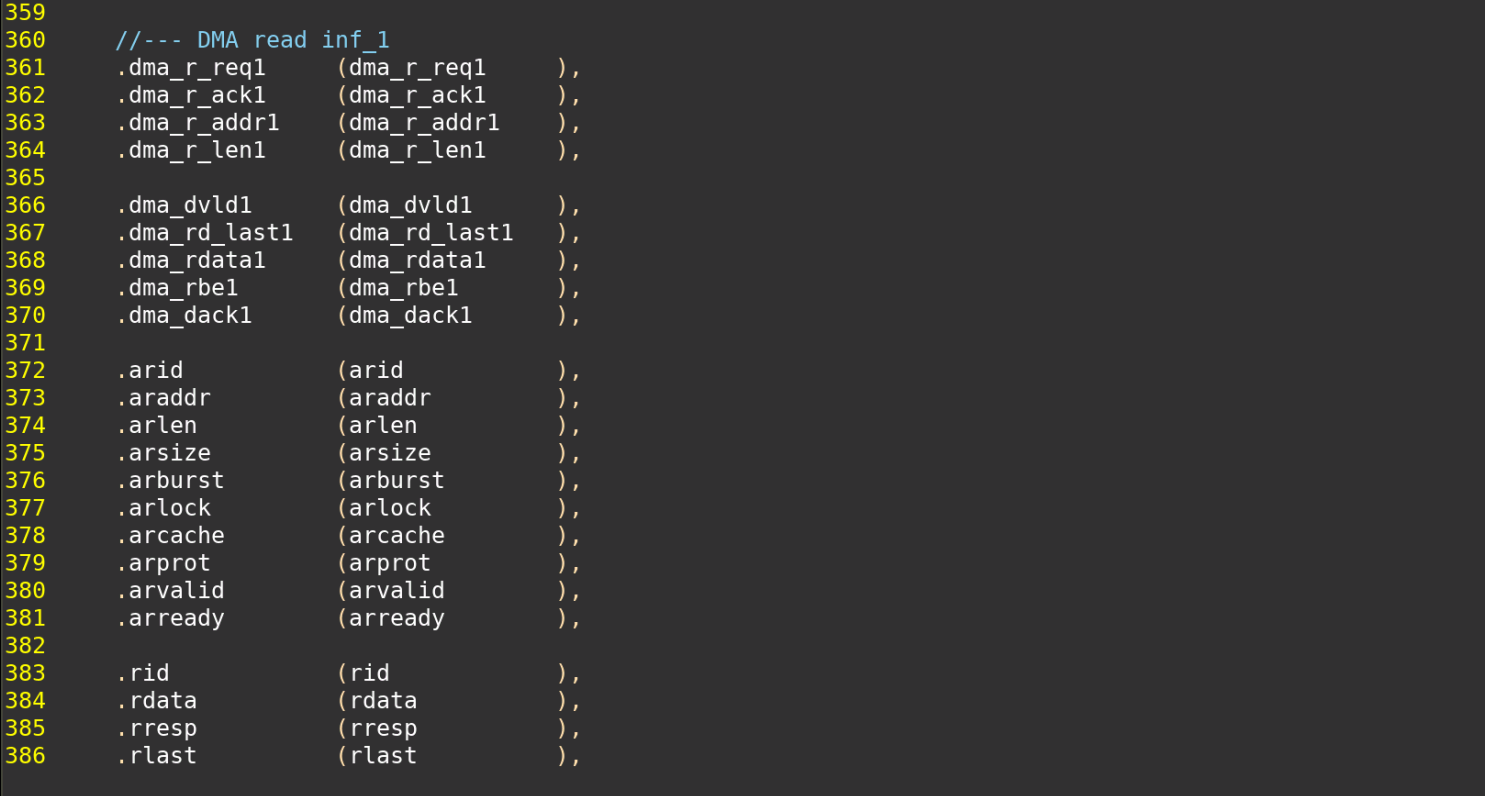 359
360     //--- DMA read inf_1
361     .dma_r_req1     (dma_r_req1     ),
362     .dma_r_ack1     (dma_r_ack1     ),
363     .dma_r_addr1    (dma_r_addr1    ),
364     .dma_r_len1     (dma_r_len1     ),
365
366     .dma_dvld1      (dma_dvld1      ),
367     .dma_rd_last1   (dma_rd_last1   ),
368     .dma_rdata1     (dma_rdata1     ),
369     .dma_rbe1       (dma_rbe1       ),
370     .dma_dack1      (dma_dack1      ),
371
372     .arid           (arid           ),
373     .araddr         (araddr         ),
374     .arlen          (arlen          ),
375     .arsize         (arsize         ),
376     .arburst        (arburst        ),
377     .arlock         (arlock         ),
378     .arcache        (arcache        ),
379     .arprot         (arprot         ),
380     .arvalid        (arvalid        ),
381     .arready        (arready        ),
382
383     .rid            (rid            ),
384     .rdata          (rdata          ),
385     .rresp          (rresp          ),
386     .rlast          (rlast          ),